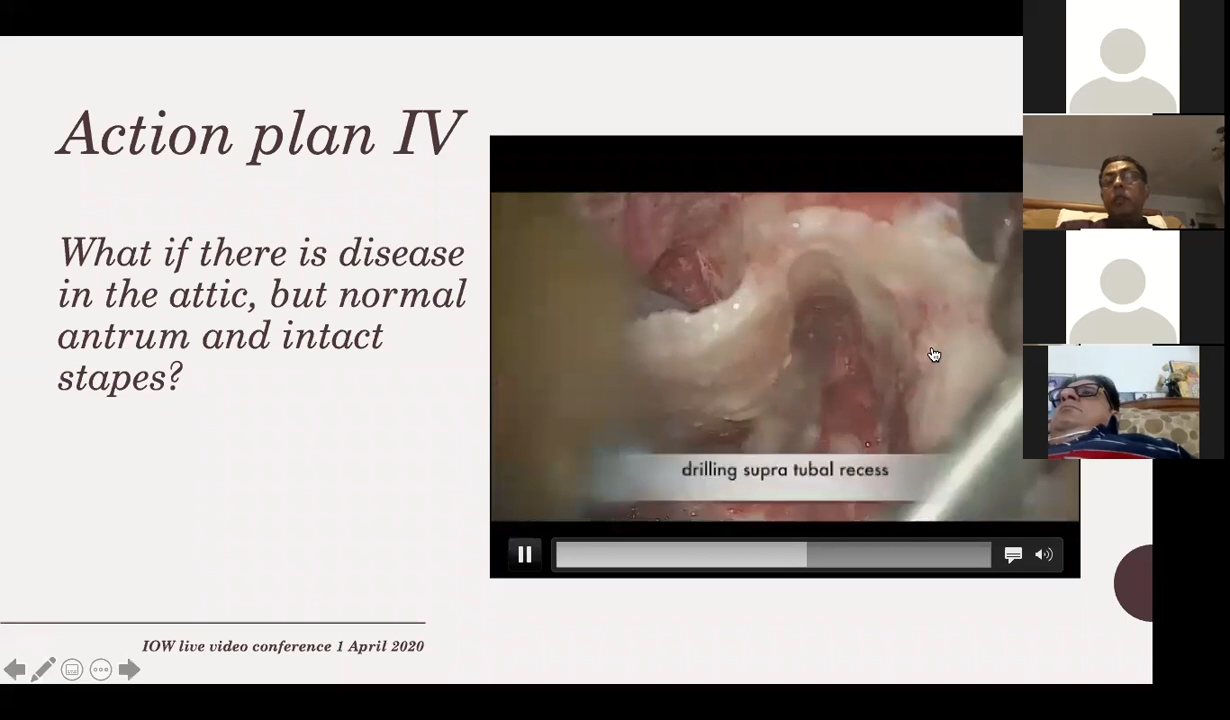 Action plan IV
What if there is disease
in the attic, but normal
antrum and intact
stapes?
drilling supra tubal recess
IOW live video conference 1 April 2020